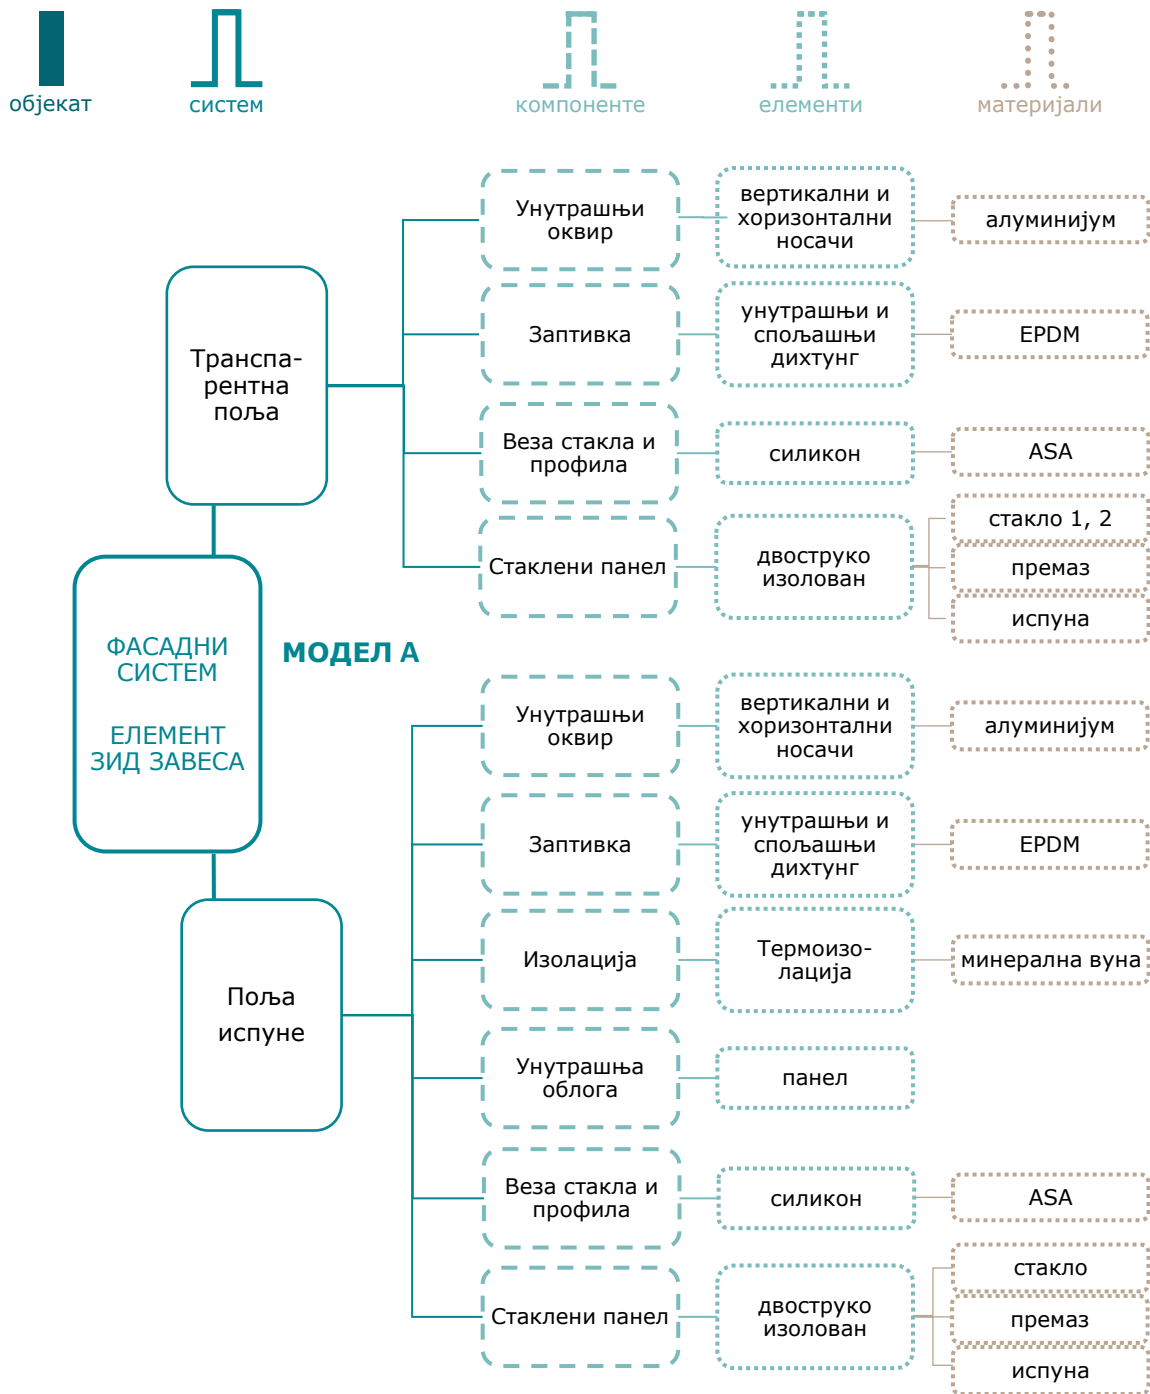 објекат
систем
компоненте
елементи
материјали
Транспа-
рентна
поља
Унутрашњи
оквир
вертикални и
хоризонтални
носачи
алуминијум
Заптивка
унутрашњи и
спољашњи
дихтунг
EPDM
Веза стакла и
профила
силикон
ASA
Стаклени панел
двоструко
изолован
стакло 1, 2
премаз
испуна
ФАСАДНИ
СИСТЕМ
ЕЛЕМЕНТ
ЗИД ЗАВЕСА
МОДЕЛ А
Поља
испуне
Унутрашњи
оквир
вертикални и
хоризонтални
носачи
алуминијум
Заптивка
унутрашњи и
спољашњи
дихтунг
EPDM
Изолација
Термоизо-
лација
минерална вуна
Унутрашња
облога
панел
Веза стакла и
профила
силикон
ASA
Стаклени панел
двоструко
изолован
стакло
премаз
испуна